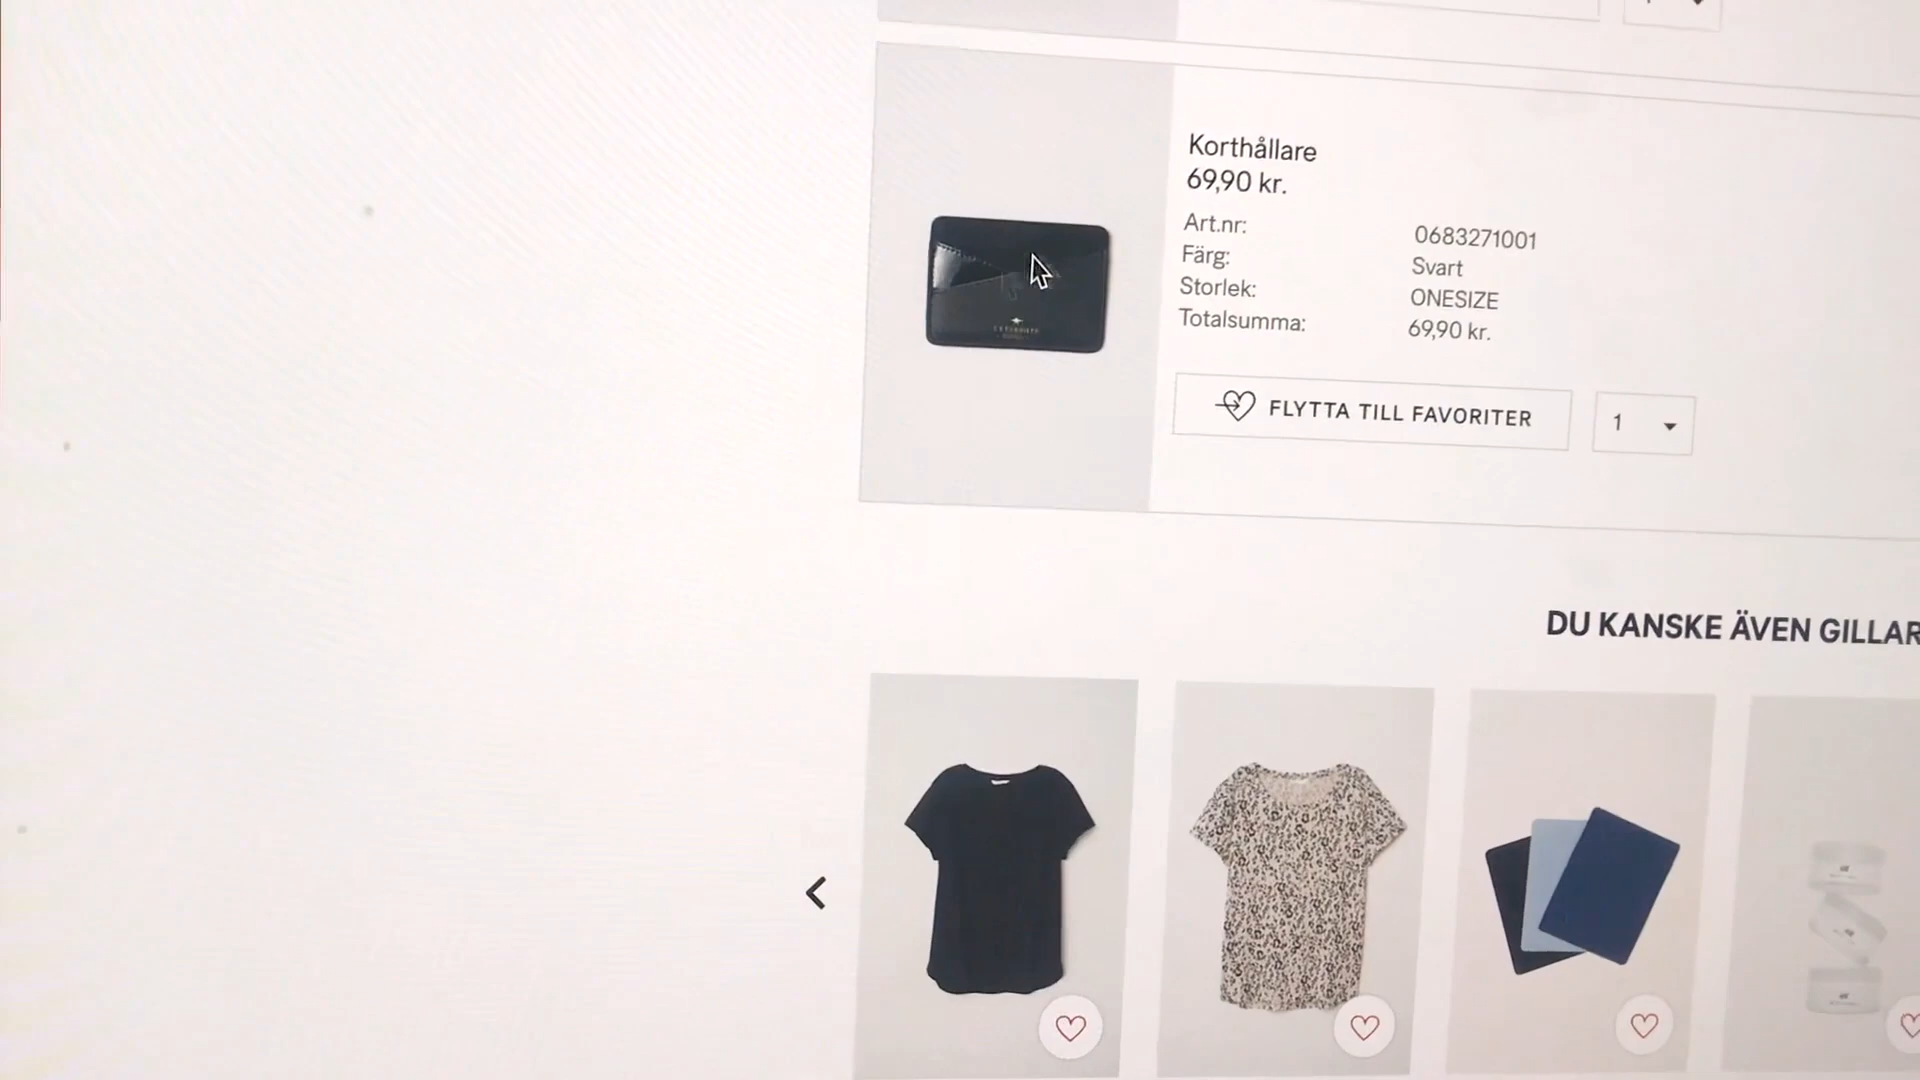 Korthållare
69,90 kr.
Art.nr: 0683271001
Färg: Svart
Storlek: ONESIZE
Totalsumma: 69,90 kr.
FLYTTA TILL FAVORITER 1
DU KANSKE ÄVEN GILLAR